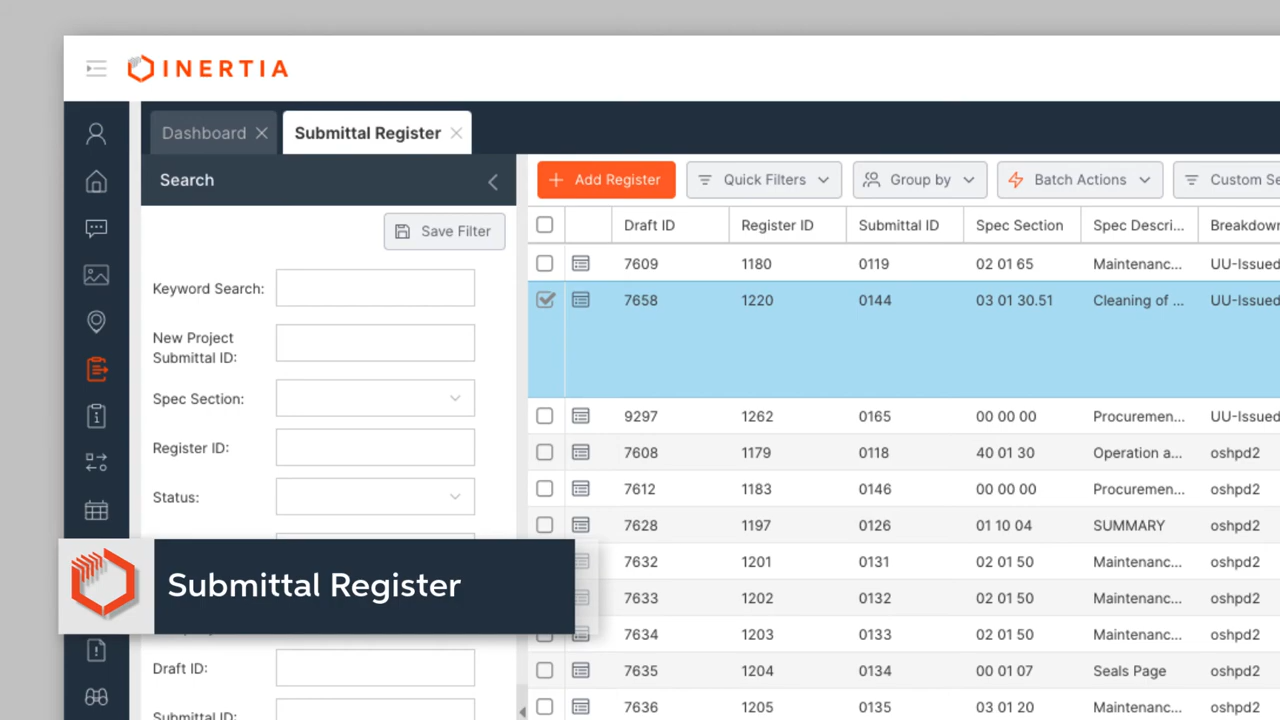 INERTIA
Dashboard Submittal Register
Search
Add Register Quick Filters Group by Batch Actions Custom Se
Save Filter
Draft ID Register ID Submittal ID Spec Section Spec Descri... Breakdown
7609 1180 0119 02 01 65 Maintenanc... UU-Issued
Keyword Search:
7658 1220 0144 03 01 30.51 Cleaning of ... UU-Issued
New Project
Submittal ID:
Spec Section:
9297 1262 0165 00 00 00 Procuremen... UU-Issued
Register ID:
7608 1179 0118 40 01 30 Operation a... oshpd2
7612 1183 0146 00 00 00 Procuremen... oshpd2
Status:
7628 1197 0126 01 10 04 SUMMARY oshpd2
7632 1201 0131 02 01 50 Maintenanc... oshpd2
Submittal Register
7633 1202 0132 02 01 50 Maintenanc... oshpd2
7634 1203 0133 02 01 50 Maintenanc... oshpd2
Draft ID:
7635 1204 0134 00 01 07 Seals Page oshpd2
7636 1205 0135 03 01 20 Maintenanc... oshpd2
Submittal ID: